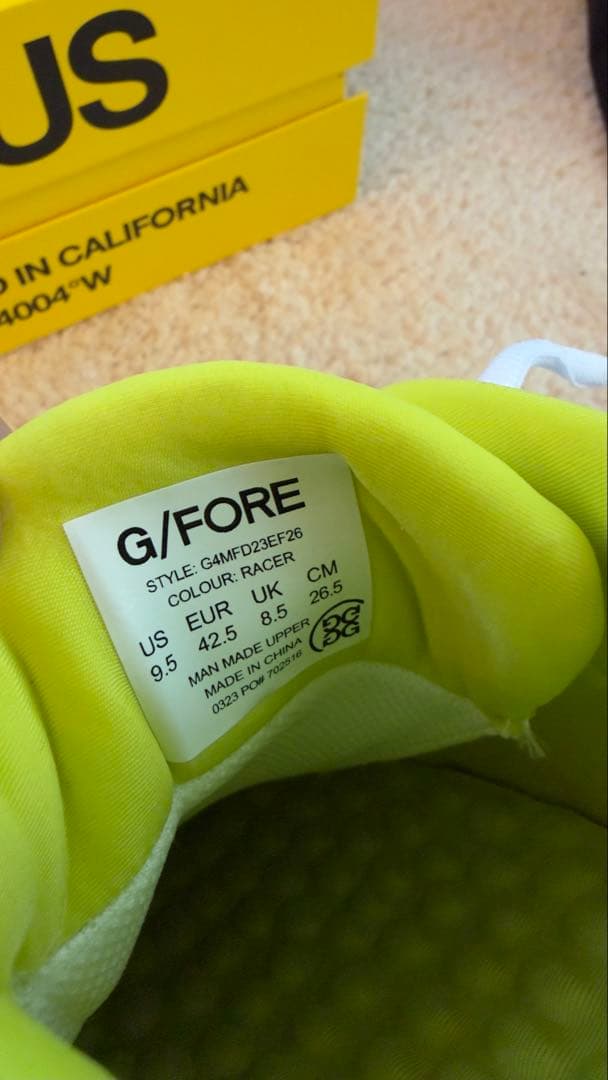 US
IN CALIFORNIA
4004°W
G/FORE
STYLE: G4MFD23EF26
COLOUR: RACER
US EUR UK CM
9.5 42.5 8.5 26.5
MAN MADE UPPER
MADE IN CHINA
0323 PO# 702516